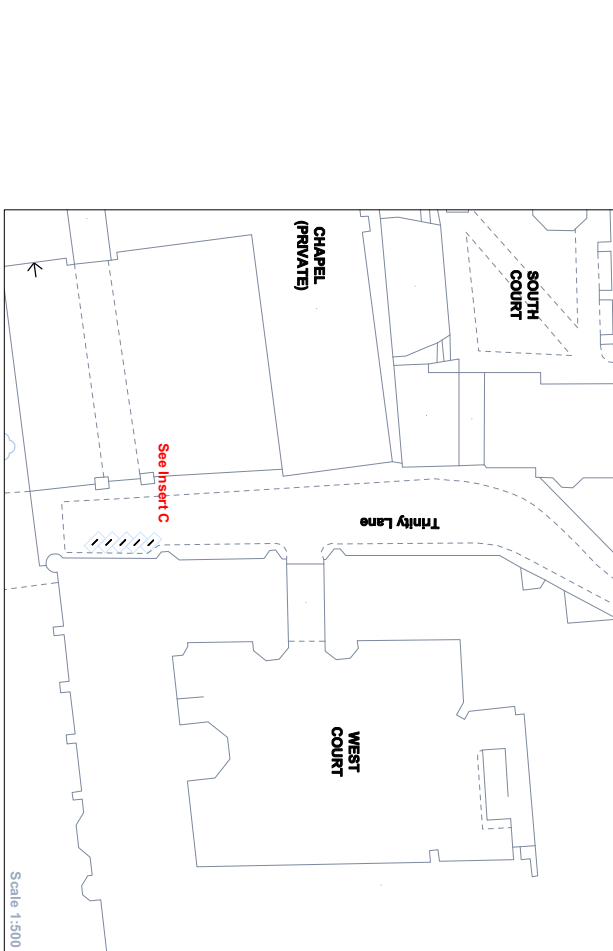 CHAPEL
(PRIVATE)
SOUTH
COURT
See Insert C
Trinity Lane
WEST
COURT
Scale 1:500